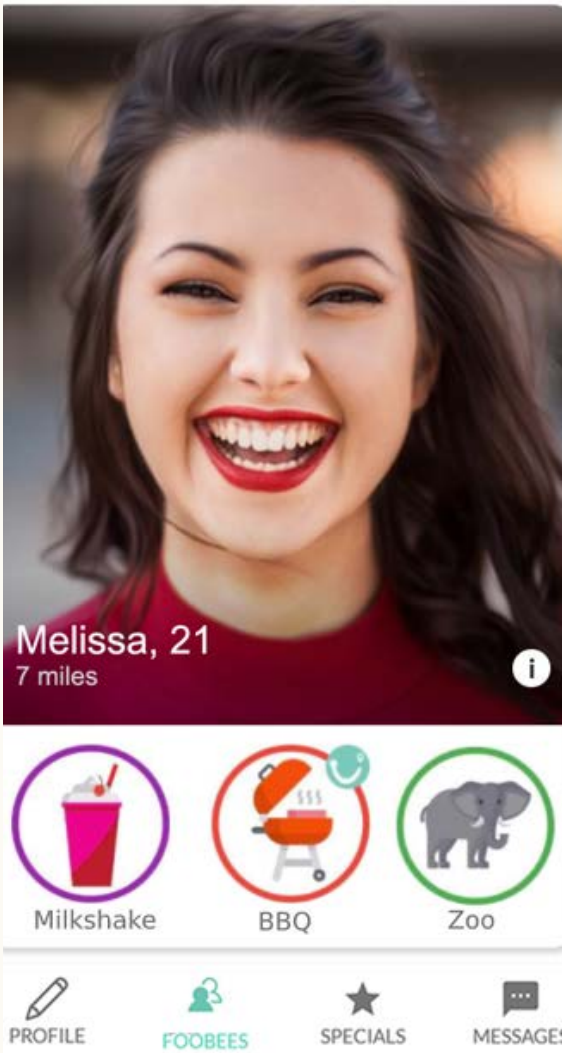 Melissa, 21
7 miles
i
Milkshake
BBQ
Zoo
PROFILE
FOOBEES
SPECIALS
MESSAGES